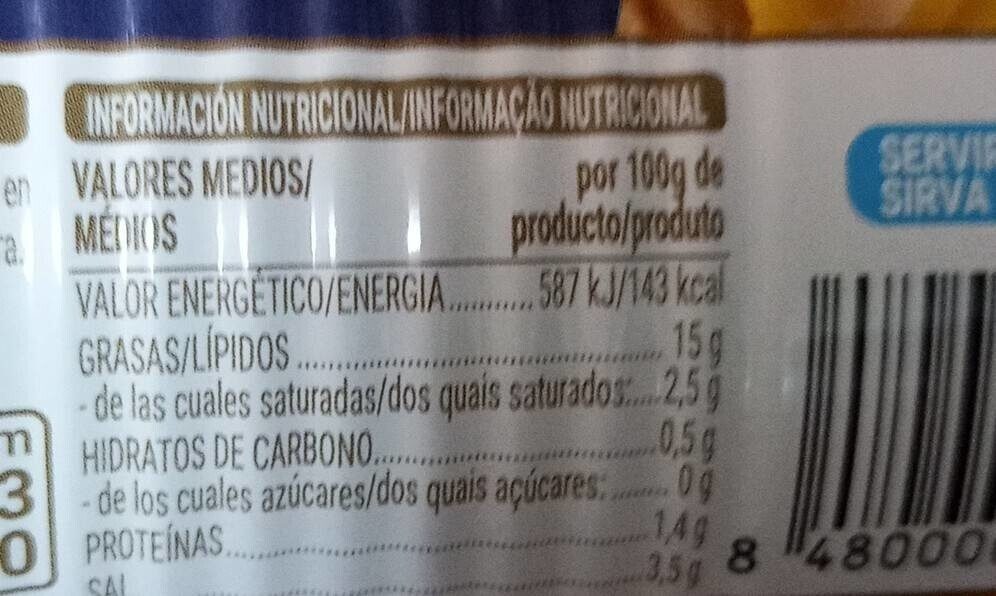 INFORMACIÓN NUTRICIONAL/INFORMAÇÃO NUTRICIONAL
en
VALORES MEDIOS/ por 100g de
a. MÉDIOS producto/produto
VALOR ENERGÉTICO/ENERGIA........... 587 kJ/143 kcal
GRASAS/LÍPIDOS ........................................ 15 g
- de las cuales saturadas/dos quais saturados:.....2,5 g
HIDRATOS DE CARBONO.............................0,5 g
- de los cuales azúcares/dos quais açúcares: ........ 0 g
PROTEÍNAS.............................................1,4 g
SAL 3,5 g
m
3
0
SERVIR
SIRVA
8 48000